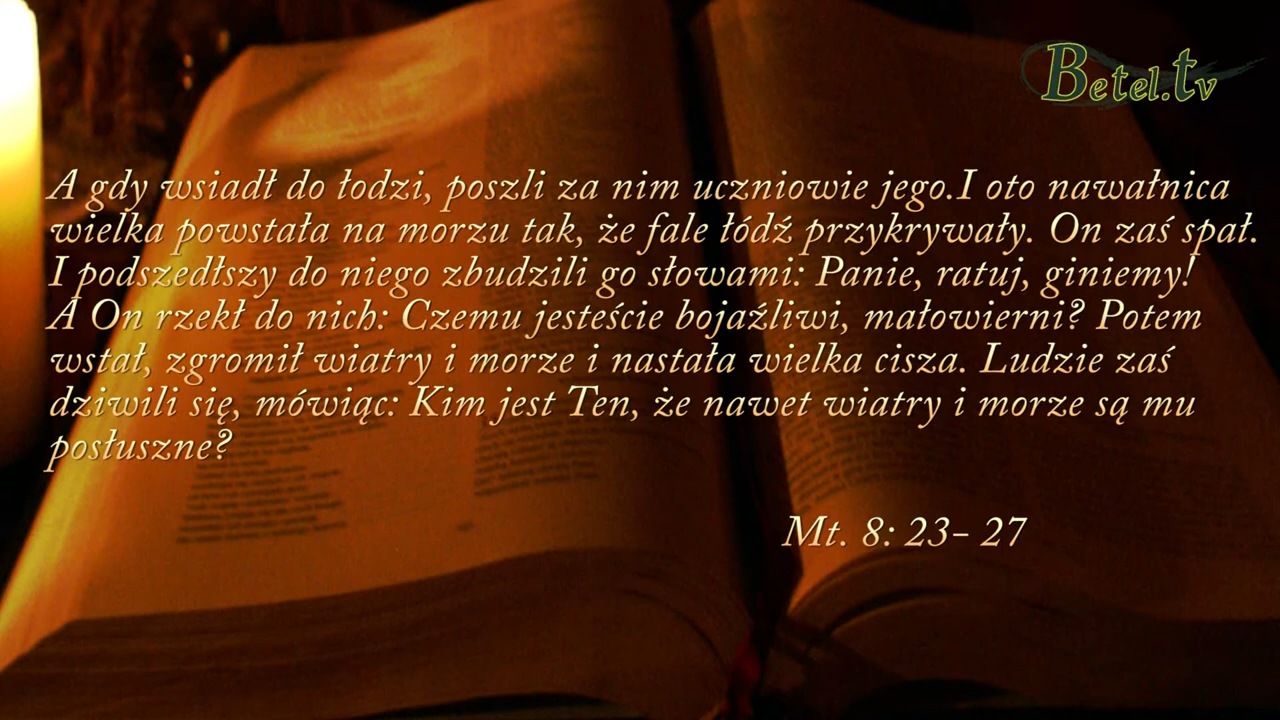 Betel.tv
A gdy wsiadł do łodzi, poszli za nim uczniowie jego.I oto nawałnica
wielka powstała na morzu tak, że fale łódź przykrywały. On zaś spał.
I podszedłszy do niego zbudzili go słowami: Panie, ratuj, giniemy!
A On rzekł do nich: Czemu jesteście bojaźliwi, małowierni? Potem
wstał, zgromił wiatry i morze i nastała wielka cisza. Ludzie zaś
dziwili się, mówiąc: Kim jest Ten, że nawet wiatry i morze są mu
posłuszne?
Mt. 8: 23– 27